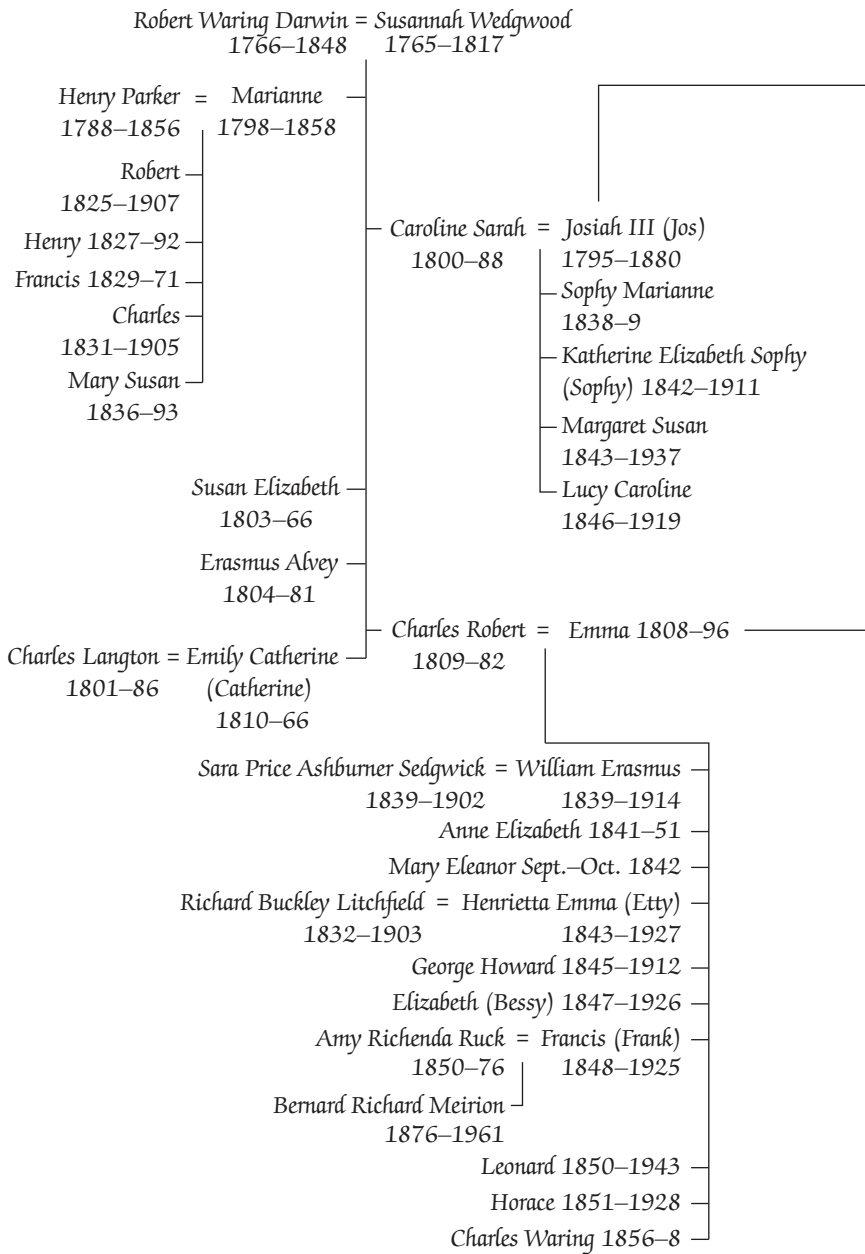 Robert Waring Darwin = Susannah Wedgwood
1766–1848 1765–1817
Henry Parker = Marianne
1788–1856 1798–1858
Robert
1825–1907
Henry 1827–92
Francis 1829–71
Charles
1831–1905
Mary Susan
1836–93
Caroline Sarah = Josiah III (Jos)
1800–88 1795–1880
Sophy Marianne
1838–9
Katherine Elizabeth Sophy
(Sophy) 1842–1911
Margaret Susan
1843–1937
Lucy Caroline
1846–1919
Susan Elizabeth
1803–66
Erasmus Alvey
1804–81
Charles Robert = Emma 1808–96
1809–82
Charles Langton = Emily Catherine
1801–86 (Catherine)
1810–66
Sara Price Ashburner Sedgwick = William Erasmus
1839–1902 1839–1914
Anne Elizabeth 1841–51
Mary Eleanor Sept.–Oct. 1842
Richard Buckley Litchfield = Henrietta Emma (Etty)
1832–1903 1843–1927
George Howard 1845–1912
Elizabeth (Bessy) 1847–1926
Amy Richenda Ruck = Francis (Frank)
1850–76 1848–1925
Bernard Richard Meirion
1876–1961
Leonard 1850–1943
Horace 1851–1928
Charles Waring 1856–8